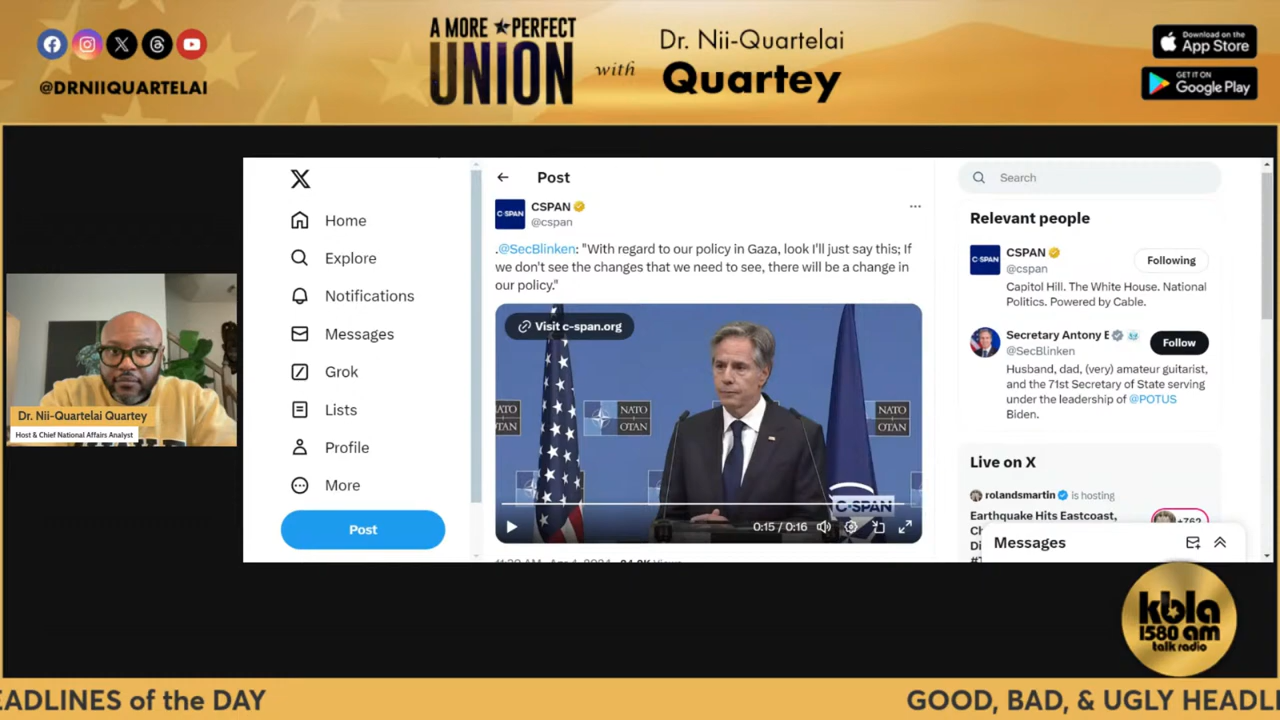 @DRNIIQUARTELAI
A MORE PERFECT
UNION
with
Dr. Nii-Quartelai
Quartey
Download on the
App Store
GET IT ON
Google Play
Dr. Nii-Quartelai Quartey
Host & Chief National Affairs Analyst
Home
Explore
Notifications
Messages
Grok
Lists
Profile
More
Post
Post
C-SPAN
CSPAN
@cspan
.@SecBlinken: "With regard to our policy in Gaza, look I'll just say this; If
we don't see the changes that we need to see, there will be a change in
our policy."
Visit c-span.org
NATO
OTAN
NATO
OTAN
NATO
OTAN
C-SPAN
0:15 / 0:16
Search
Relevant people
C-SPAN
CSPAN
@cspan
Following
Capitol Hill. The White House. National
Politics. Powered by Cable.
Secretary Antony
@SecBlinken
Follow
Husband, dad, (very) amateur guitarist,
and the 71st Secretary of State serving
under the leadership of @POTUS
Biden.
Live on X
rolandsmartin is hosting
Earthquake Hits Eastcoast,
Messages
kbla
1580 am
talk radio
EADLINES of the DAY
GOOD, BAD, & UGLY HEADLI